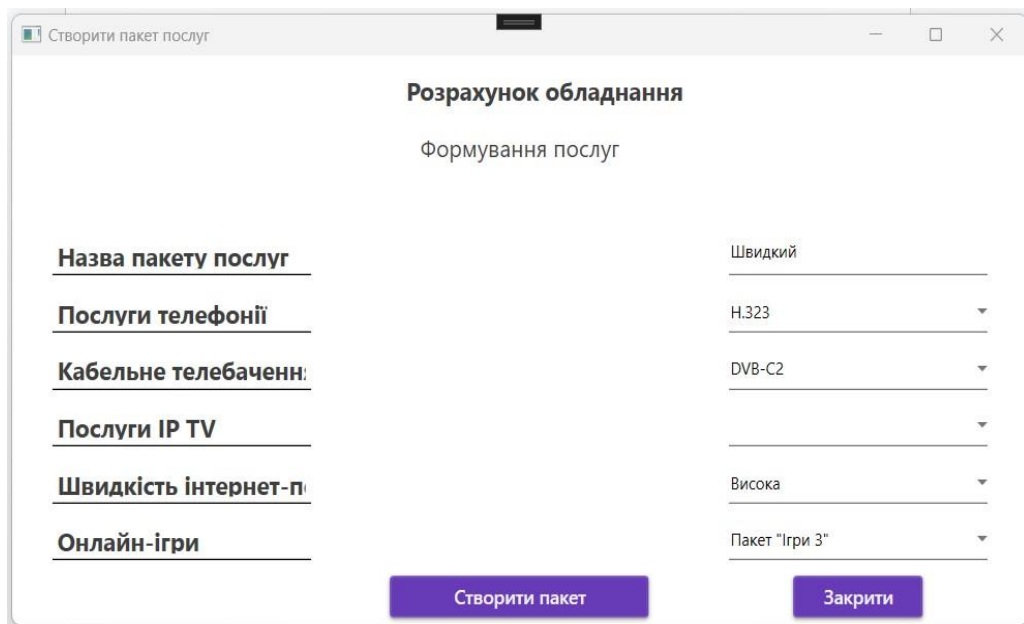 Створити пакет послуг
Розрахунок обладнання
Формування послуг
Назва пакету послуг Швидкий
Послуги телефонії H.323
Кабельне телебаченн DVB-C2
Послуги IP TV
Швидкість інтернет-п Висока
Онлайн-ігри Пакет "Ігри 3"
Створити пакет Закрити